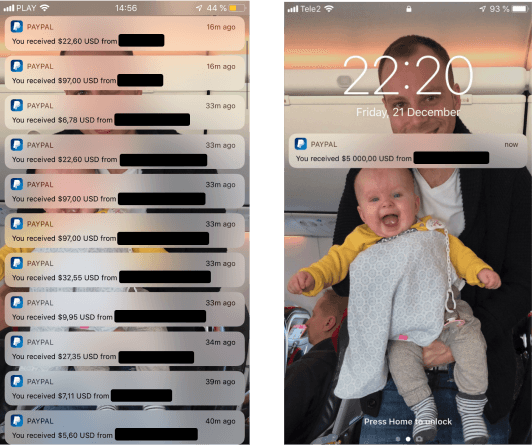 PLAY 14:56 44 %
PAYPAL 16m ago
You received $22,60 USD from
PAYPAL 16m ago
You received $97,00 USD from
PAYPAL 33m ago
You received $6,78 USD from
PAYPAL 33m ago
You received $22,60 USD from
PAYPAL 33m ago
You received $97,00 USD from
PAYPAL 33m ago
You received $97,00 USD from
PAYPAL 33m ago
You received $32,55 USD from
PAYPAL 33m ago
You received $9,95 USD from
PAYPAL 34m ago
You received $27,35 USD from
PAYPAL 39m ago
You received $7,11 USD from
PAYPAL 40m ago
You received $5,60 USD from
Tele2 93 %
22:20
Friday, 21 December
PAYPAL now
You received $5 000,00 USD from
Press Home to unlock